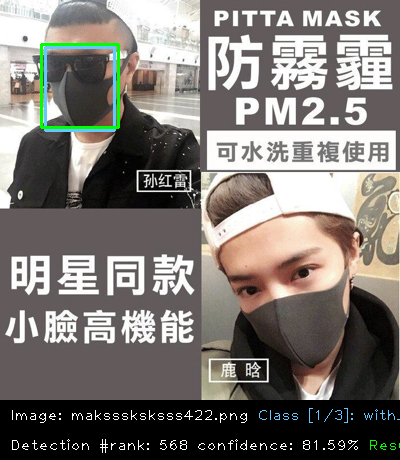 PITTA MASK
防霧霾
PM2.5
可水洗重複使用
孙红雷
明星同款
小臉高機能
鹿晗
Image: maksssksksss422.png Class [1/3]: with_
Detection #rank: 568 confidence: 81.59% Res